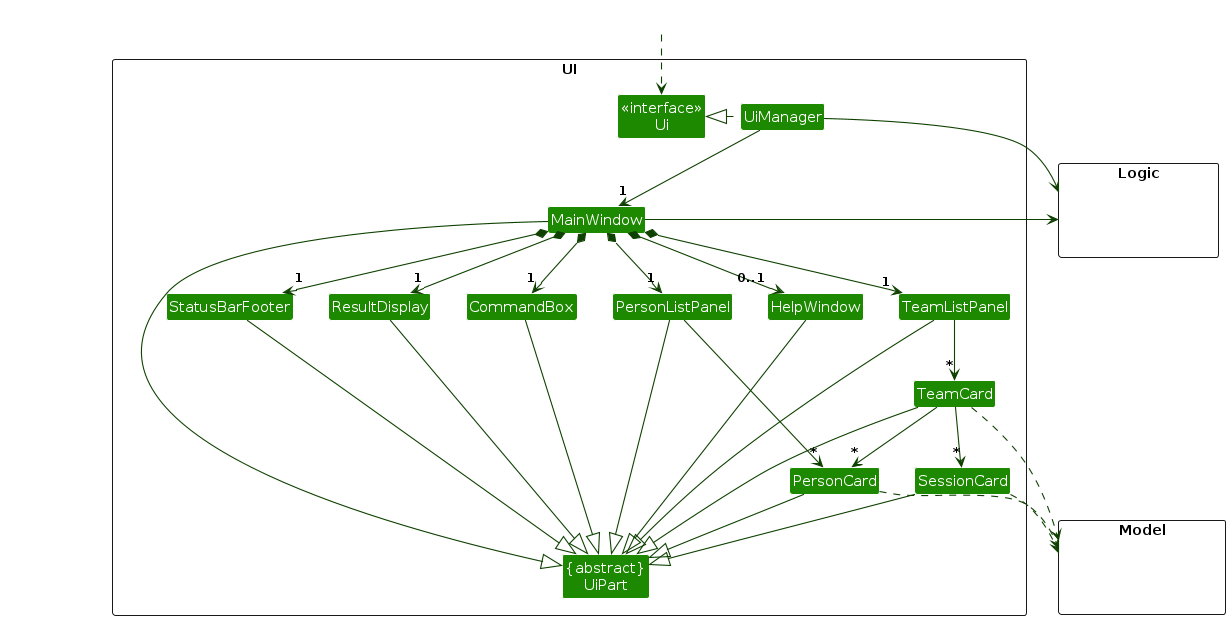 UI
«interface»
Ui
UiManager
Logic
1
MainWindow
1
1
1
1
0..1
1
StatusBarFooter
ResultDisplay
CommandBox
PersonListPanel
HelpWindow
TeamListPanel
*
TeamCard
*
*
*
PersonCard
SessionCard
Model
{abstract}
UiPart